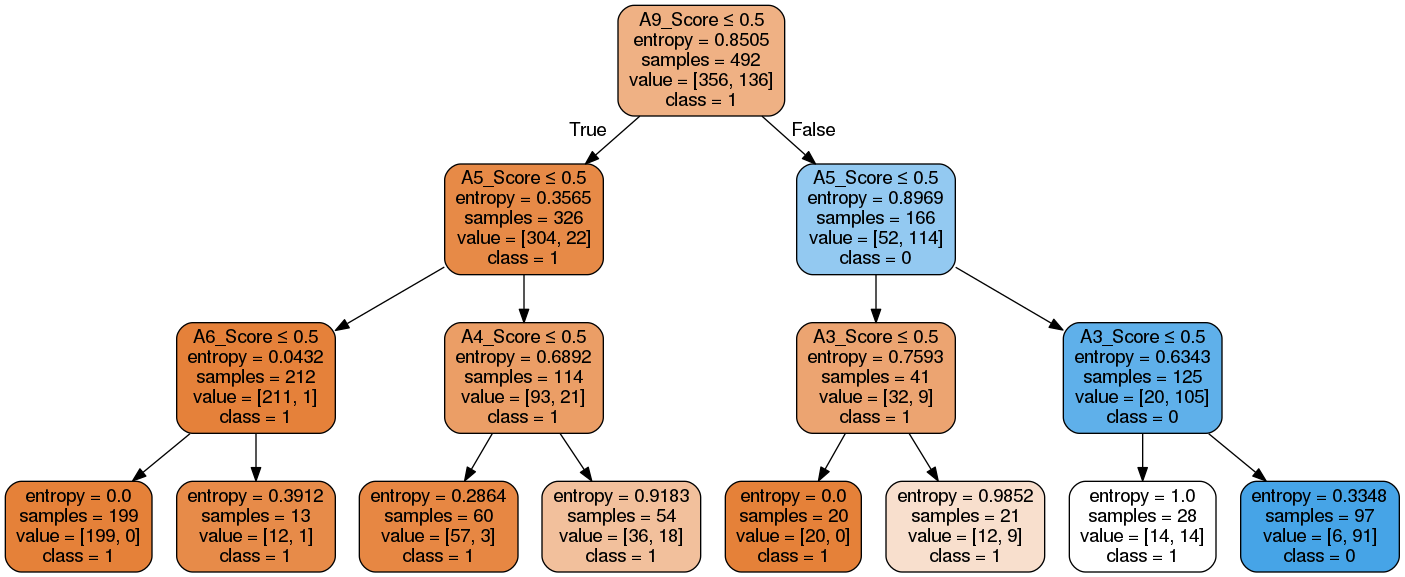 A9_Score ≤ 0.5
entropy = 0.8505
samples = 492
value = [356, 136]
class = 1
True
False
A5_Score ≤ 0.5
entropy = 0.3565
samples = 326
value = [304, 22]
class = 1
A5_Score ≤ 0.5
entropy = 0.8969
samples = 166
value = [52, 114]
class = 0
A6_Score ≤ 0.5
entropy = 0.0432
samples = 212
value = [211, 1]
class = 1
A4_Score ≤ 0.5
entropy = 0.6892
samples = 114
value = [93, 21]
class = 1
A3_Score ≤ 0.5
entropy = 0.7593
samples = 41
value = [32, 9]
class = 1
A3_Score ≤ 0.5
entropy = 0.6343
samples = 125
value = [20, 105]
class = 0
entropy = 0.0
samples = 199
value = [199, 0]
class = 1
entropy = 0.3912
samples = 13
value = [12, 1]
class = 1
entropy = 0.2864
samples = 60
value = [57, 3]
class = 1
entropy = 0.9183
samples = 54
value = [36, 18]
class = 1
entropy = 0.0
samples = 20
value = [20, 0]
class = 1
entropy = 0.9852
samples = 21
value = [12, 9]
class = 1
entropy = 1.0
samples = 28
value = [14, 14]
class = 1
entropy = 0.3348
samples = 97
value = [6, 91]
class = 0